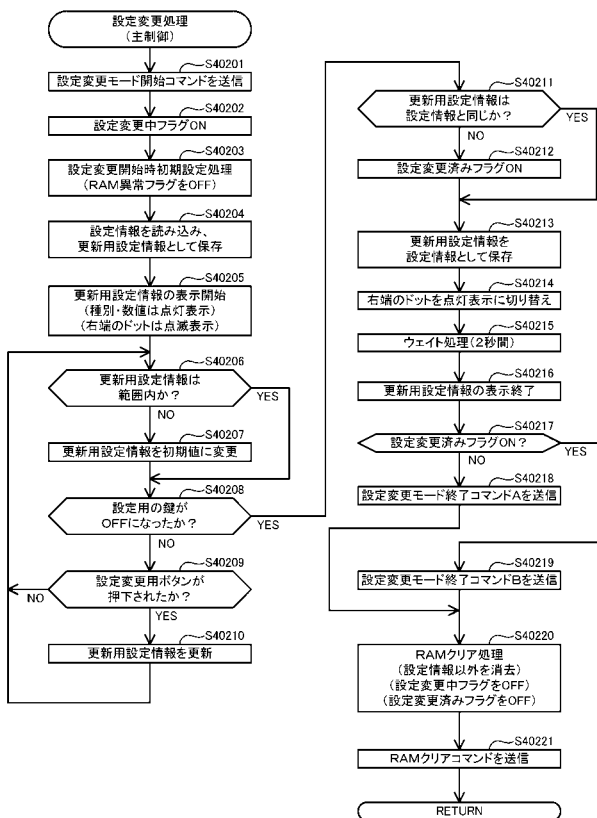 設定変更処理
(主制御)
S40201
設定変更モード開始コマンドを送信
S40202
設定変更中フラグON
S40203
設定変更開始時初期設定処理
(RAM異常フラグをOFF)
S40204
設定情報を読み込み、
更新用設定情報として保存
S40205
更新用設定情報の表示開始
(種別・数値は点灯表示)
(右端のドットは点滅表示)
S40206
更新用設定情報は
範囲内か?
YES
NO
S40207
更新用設定情報を初期値に変更
S40208
設定用の鍵が
OFFになったか?
YES
NO
S40209
設定変更用ボタンが
押下されたか?
NO
YES
S40210
更新用設定情報を更新
S40211
更新用設定情報は
設定情報と同じか?
YES
NO
S40212
設定変更済みフラグON
S40213
更新用設定情報を
設定情報として保存
S40214
右端のドットを点灯表示に切り替え
S40215
ウェイト処理(2秒間)
S40216
更新用設定情報の表示終了
S40217
設定変更済みフラグON?
YES
NO
S40218
設定変更モード終了コマンドAを送信
S40219
設定変更モード終了コマンドBを送信
S40220
RAMクリア処理
(設定情報以外を消去)
(設定変更中フラグをOFF)
(設定変更済みフラグをOFF)
S40221
RAMクリアコマンドを送信
RETURN